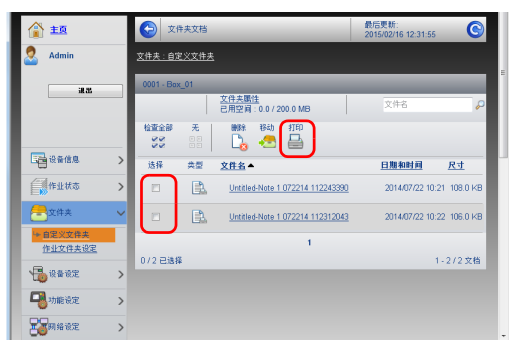 主页
Admin
退出
设备信息
作业状态
文件夹
自定义文件夹
作业文件夹设定
设备设定
功能设定
网络设定
文件夹文档
最后更新:
2015/02/16 12:31:55
文件夹 : 自定义文件夹
0001 - Box_01
文件夹属性
已用空间 : 0.0 / 200.0 MB
文件名
检查全部 无 删除 移动 打印
选择 类型 文件名 日期和时间 尺寸
Untitled-Note 1 072214 112243390 2014/07/22 10:21 108.0 KB
Untitled-Note 1 072214 112312043 2014/07/22 10:22 106.0 KB
1
0 / 2 已选择 1 - 2 / 2 文档